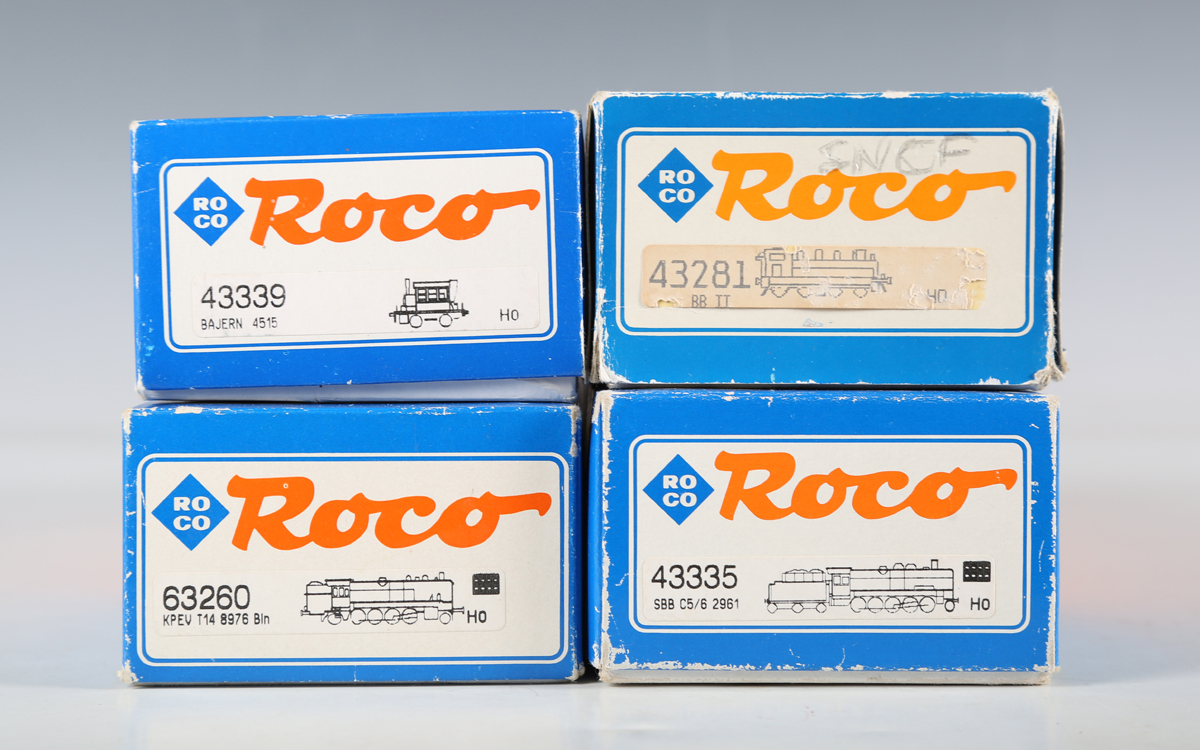 RO
CO
Roco
43339
BAJERN 4515
H0
RO
CO
Roco
SNCF
43281
BB II
H0
RO
CO
Roco
63260
KPEV T14 8976 Bln
H0
RO
CO
Roco
43335
SBB C5/6 2961
H0